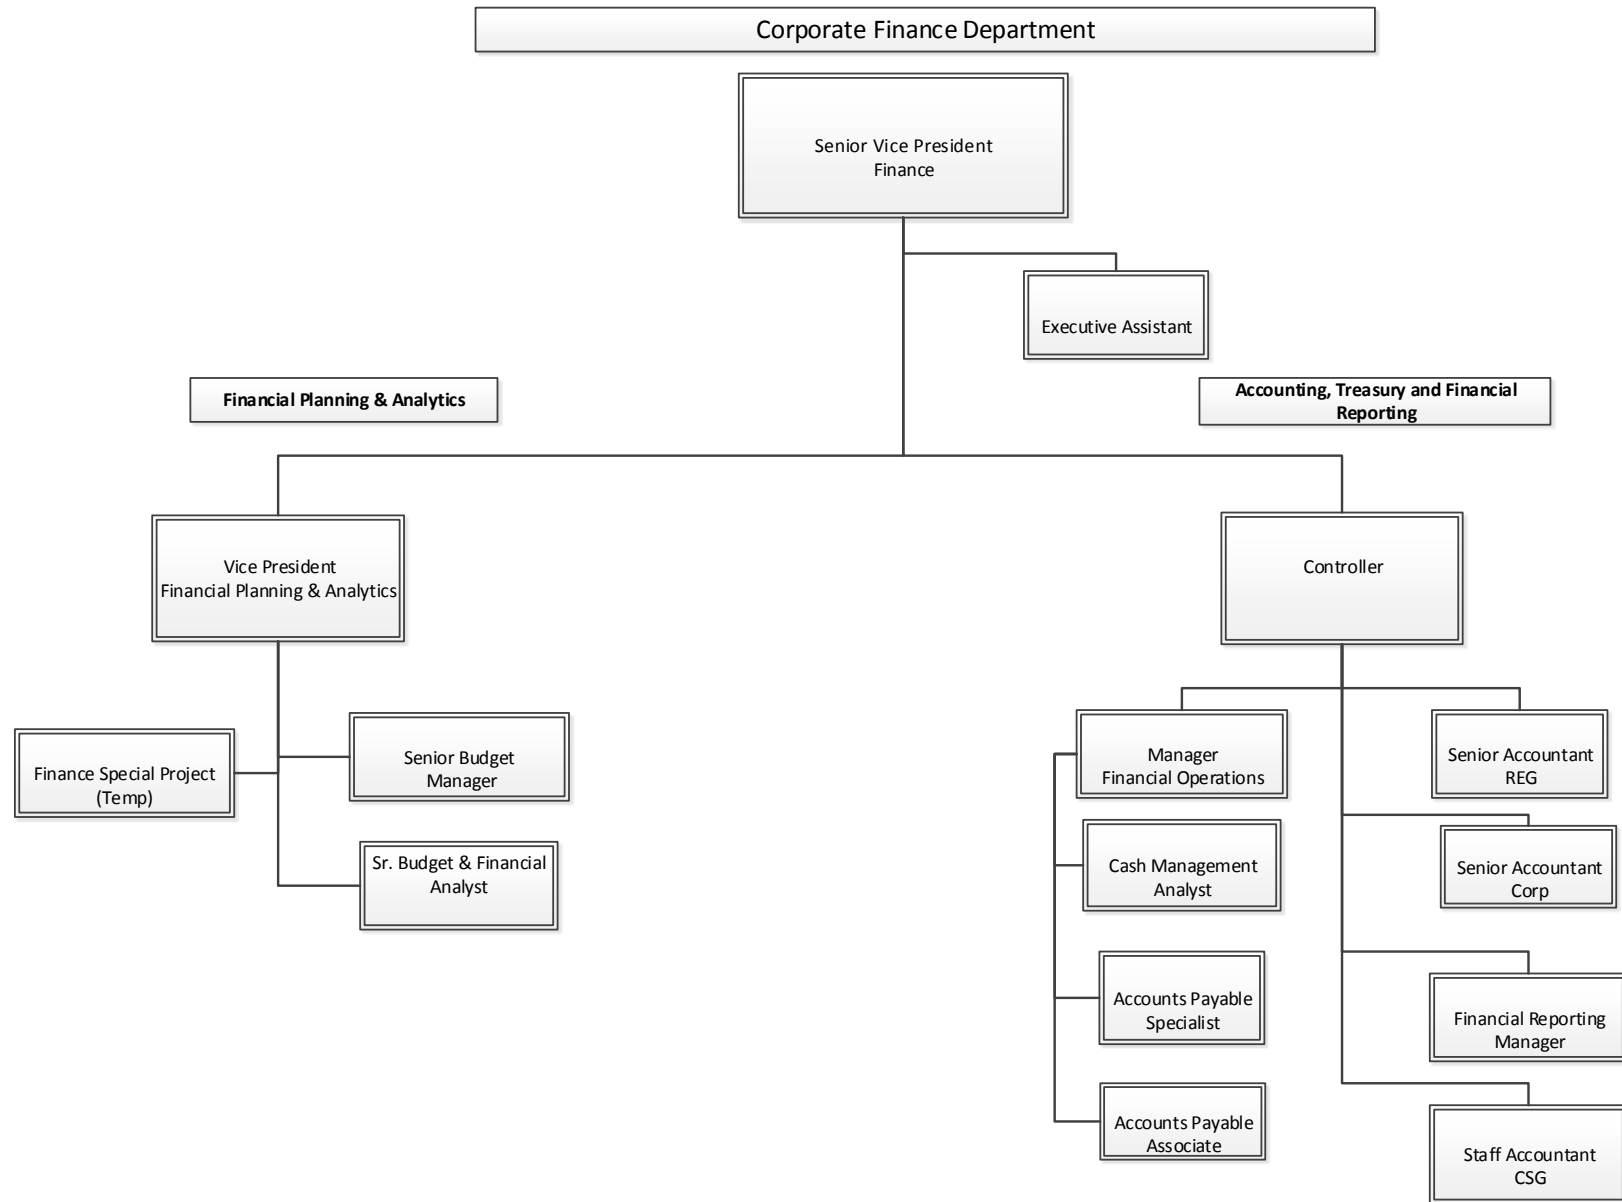 Corporate Finance Department
Senior Vice President
Finance
Executive Assistant
Financial Planning & Analytics
Accounting, Treasury and Financial
Reporting
Vice President
Financial Planning & Analytics
Controller
Finance Special Project
(Temp)
Senior Budget
Manager
Sr. Budget & Financial
Analyst
Manager
Financial Operations
Cash Management
Analyst
Accounts Payable
Specialist
Accounts Payable
Associate
Senior Accountant
REG
Senior Accountant
Corp
Financial Reporting
Manager
Staff Accountant
CSG